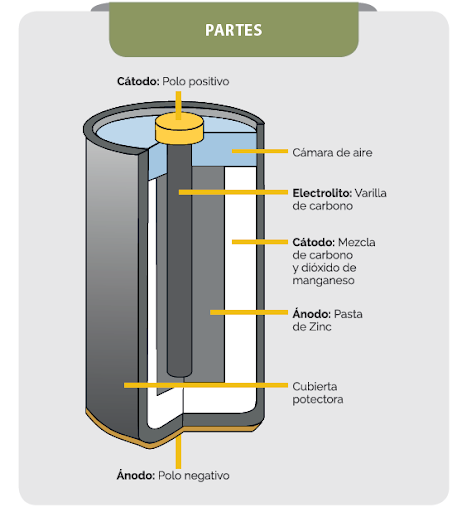 PARTES
Cátodo: Polo positivo
Cámara de aire
Electrolito: Varilla
de carbono
Cátodo: Mezcla
de carbono
y dióxido de
manganeso
Ánodo: Pasta
de Zinc
Cubierta
potectora
Ánodo: Polo negativo